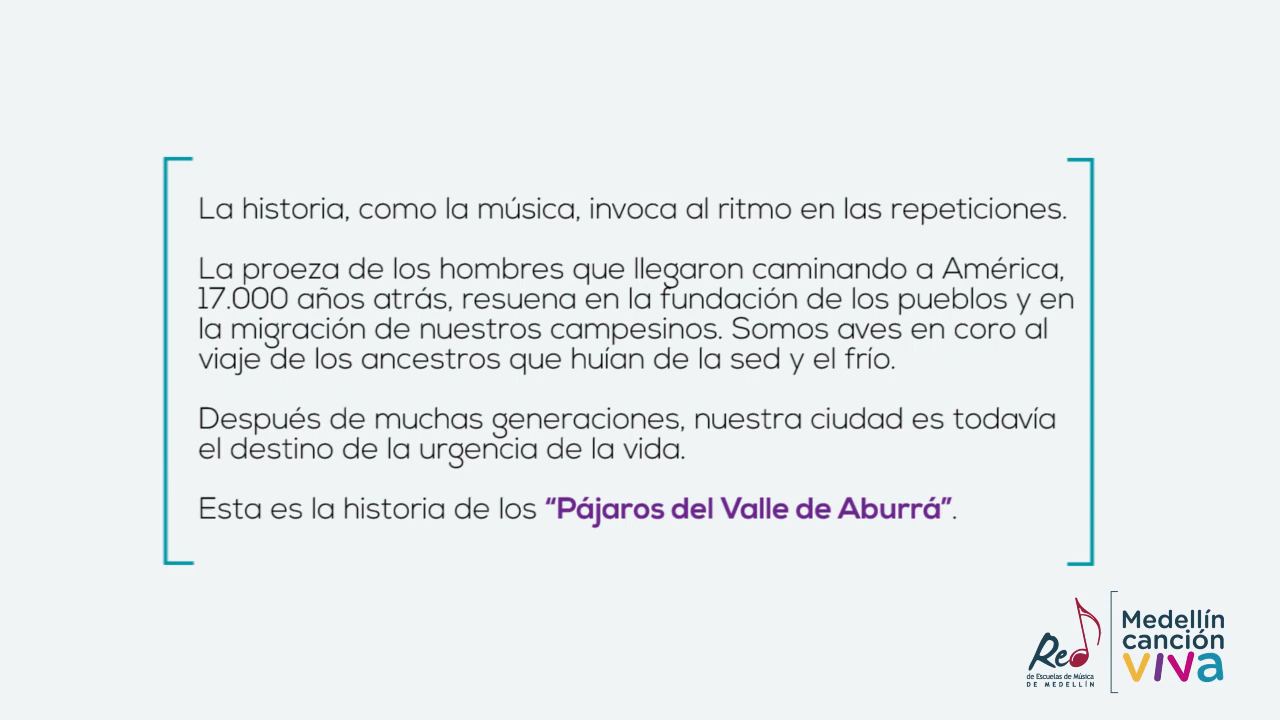 La historia, como la música, invoca al ritmo en las repeticiones.
La proeza de los hombres que llegaron caminando a América,
17.000 años atrás, resuena en la fundación de los pueblos y en
la migración de nuestros campesinos. Somos aves en coro al
viaje de los ancestros que huían de la sed y el frío.
Después de muchas generaciones, nuestra ciudad es todavía
el destino de la urgencia de la vida.
Esta es la historia de los “Pájaros del Valle de Aburrá”.
Red
de Escuelas de Música
DE MEDELLÍN
Medellín
canción
viva